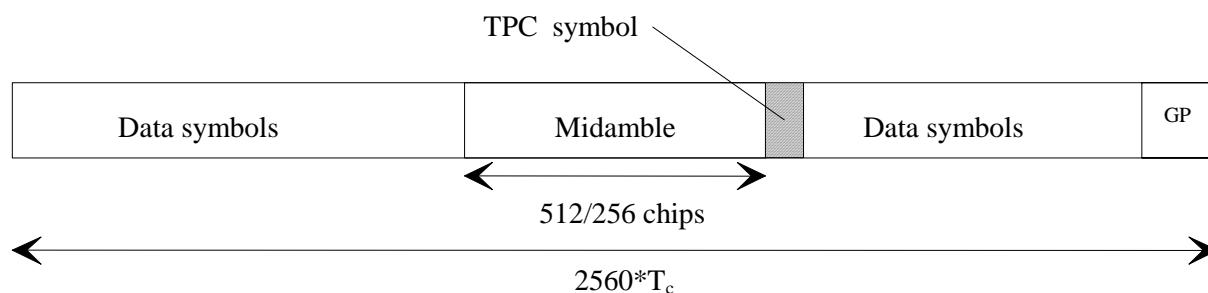 TPC symbol
Data symbols
Midamble
Data symbols
GP
512/256 chips
2560*Tc